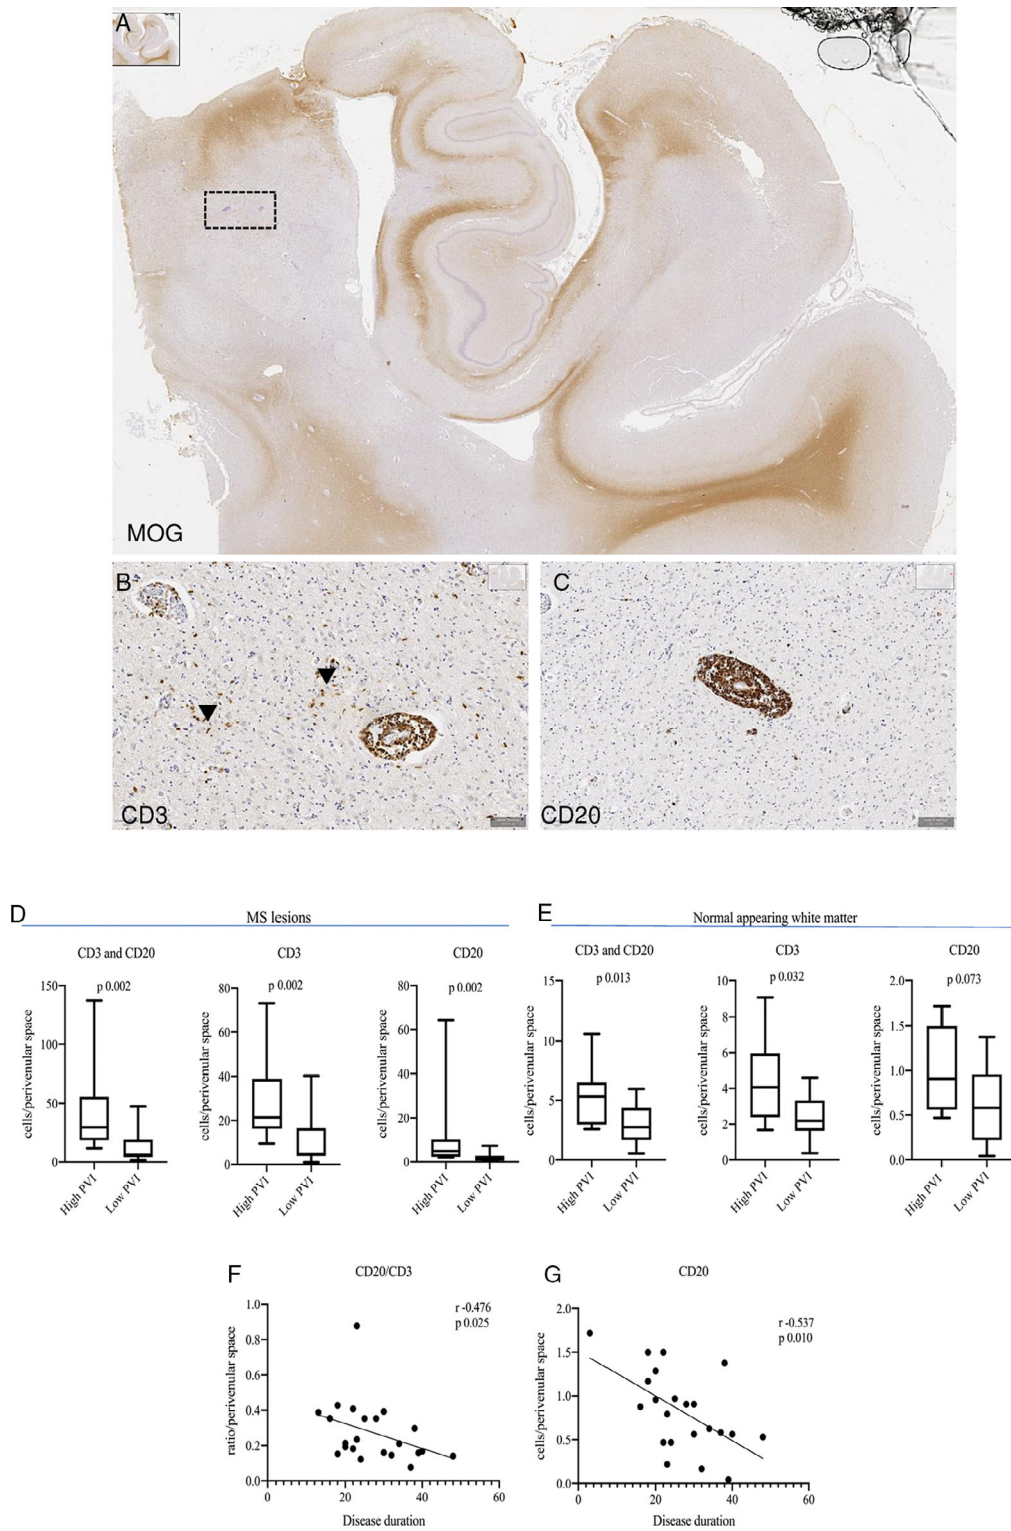 A
MOG
B
CD3
C
CD20
D
MS lesions
E
Normal appearing white matter
CD3 and CD20
p 0.002
cells/perivenular space
150
100
50
0
High PVI
Low PVI
CD3
p 0.002
cells/perivenular space
80
60
40
20
0
High PVI
Low PVI
CD20
p 0.002
cells/perivenular space
80
60
40
20
0
High PVI
Low PVI
CD3 and CD20
p 0.013
cells/perivenular space
15
10
5
0
High PVI
Low PVI
CD3
p 0.032
cells/perivenular space
10
8
6
4
2
0
High PVI
Low PVI
CD20
p 0.073
cells/perivenular space
2.0
1.5
1.0
0.5
0.0
High PVI
Low PVI
F
CD20/CD3
r -0.476
p 0.025
ratio/perivenular space
1.0
0.8
0.6
0.4
0.2
0.0
0
20
40
60
Disease duration
G
CD20
r -0.537
p 0.010
cells/perivenular space
2.0
1.5
1.0
0.5
0.0
0
20
40
60
Disease duration